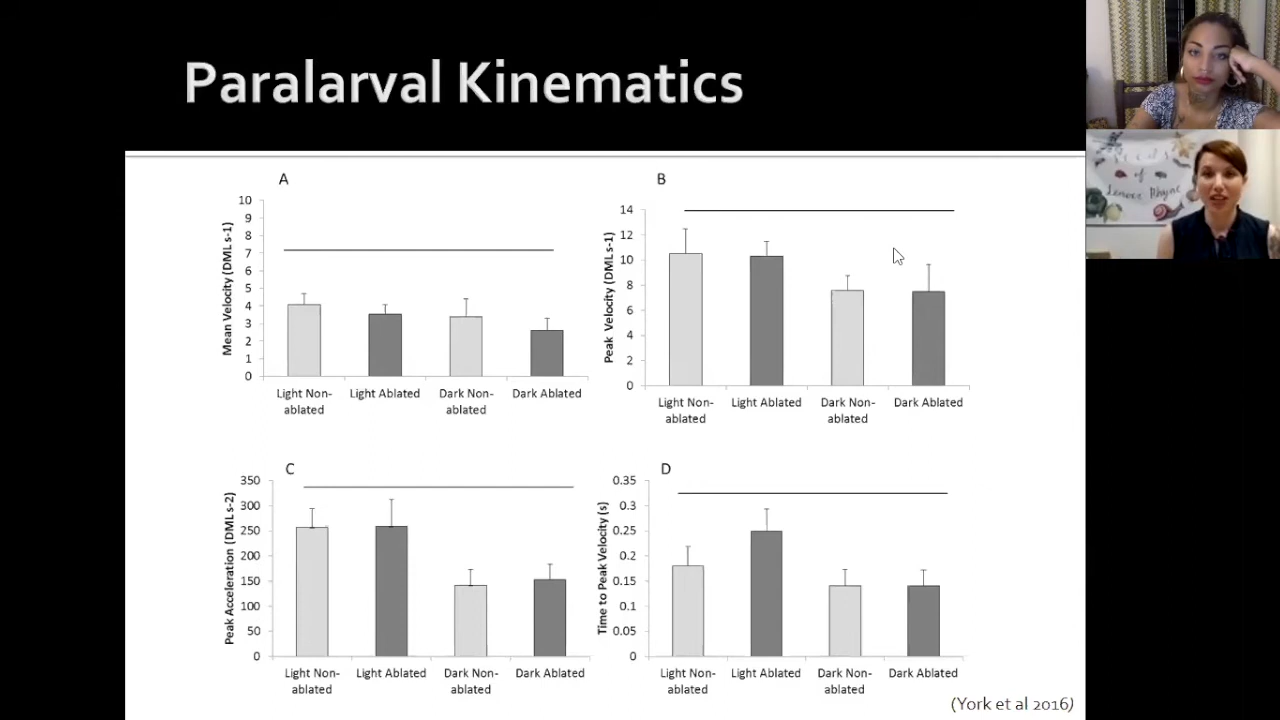 Paralarval Kinematics
A
Mean Velocity (DML s-1)
10
9
8
7
6
5
4
3
2
1
0
Light Non-
ablated
Light Ablated
Dark Non-
ablated
Dark Ablated
B
Peak Velocity (DML s-1)
14
12
10
8
6
4
2
0
Light Non-
ablated
Light Ablated
Dark Non-
ablated
Dark Ablated
C
Peak Acceleration (DML s-2)
350
300
250
200
150
100
50
0
Light Non-
ablated
Light Ablated
Dark Non-
ablated
Dark Ablated
D
Time to Peak Velocity (s)
0.35
0.3
0.25
0.2
0.15
0.1
0.05
0
Light Non-
ablated
Light Ablated
Dark Non-
ablated
Dark Ablated
(York et al 2016)
of
Lenoir Rhyne